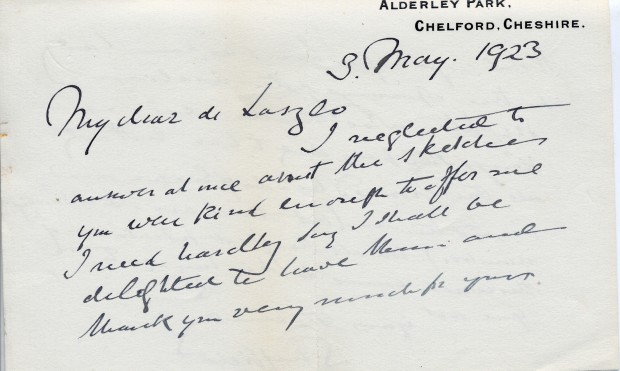 ALDERLEY PARK.
CHELFORD, CHESHIRE.
3. May. 1923
My dear de Laszlo
I neglected to
answer at once about the sketches
you were kind enough to offer me
I need hardly say I shall be
delighted to have them and
thank you very much for yours.